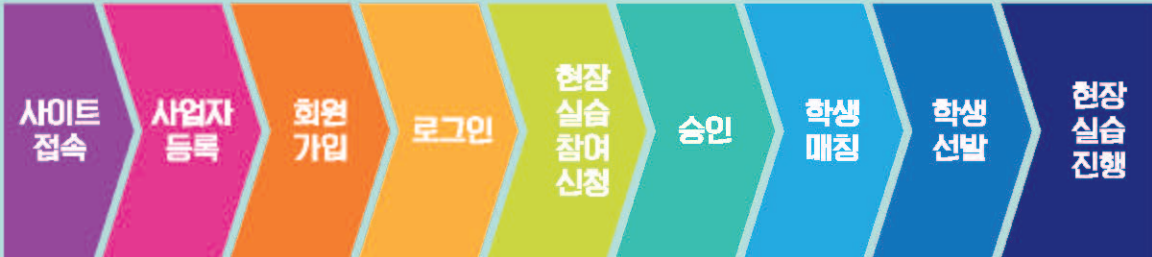 사이트
접속
사업자
등록
회원
가입
로그인
현장
실습
참여
신청
승인
학생
매칭
학생
선발
현장
실습
진행